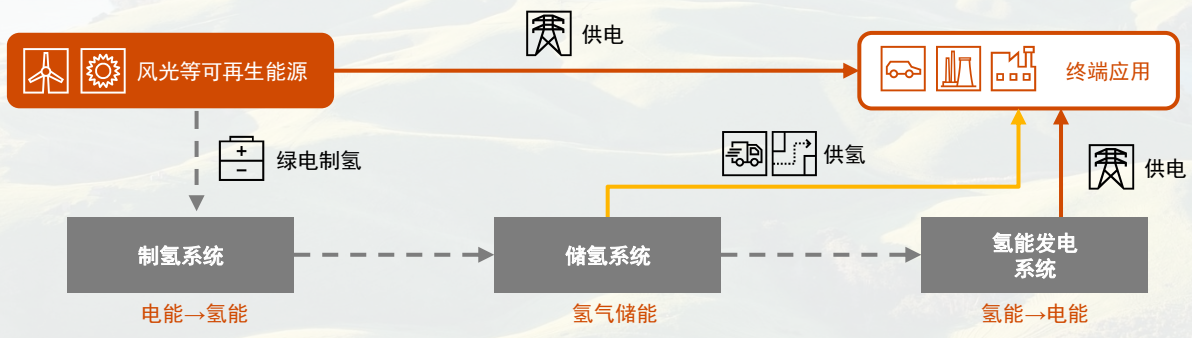 供电
风光等可再生能源
终端应用
绿电制氢
供氢
供电
制氢系统
储氢系统
氢能发电
系统
电能→氢能
氢气储能
氢能→电能